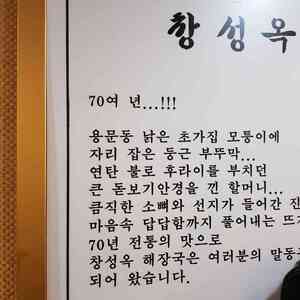 창성옥
70여 년...!!!
용문동 낡은 초가집 모퉁이에
자리 잡은 둥근 부뚜막...
연탄 불로 후라이를 부치던
큰 돋보기안경을 낀 할머니...
큼직한 소뼈와 선지가 들어간 진
마음속 답답함까지 풀어내는 뜨
70년 전통의 맛으로
창성옥 해장국은 여러분의 말동
되어 왔습니다.